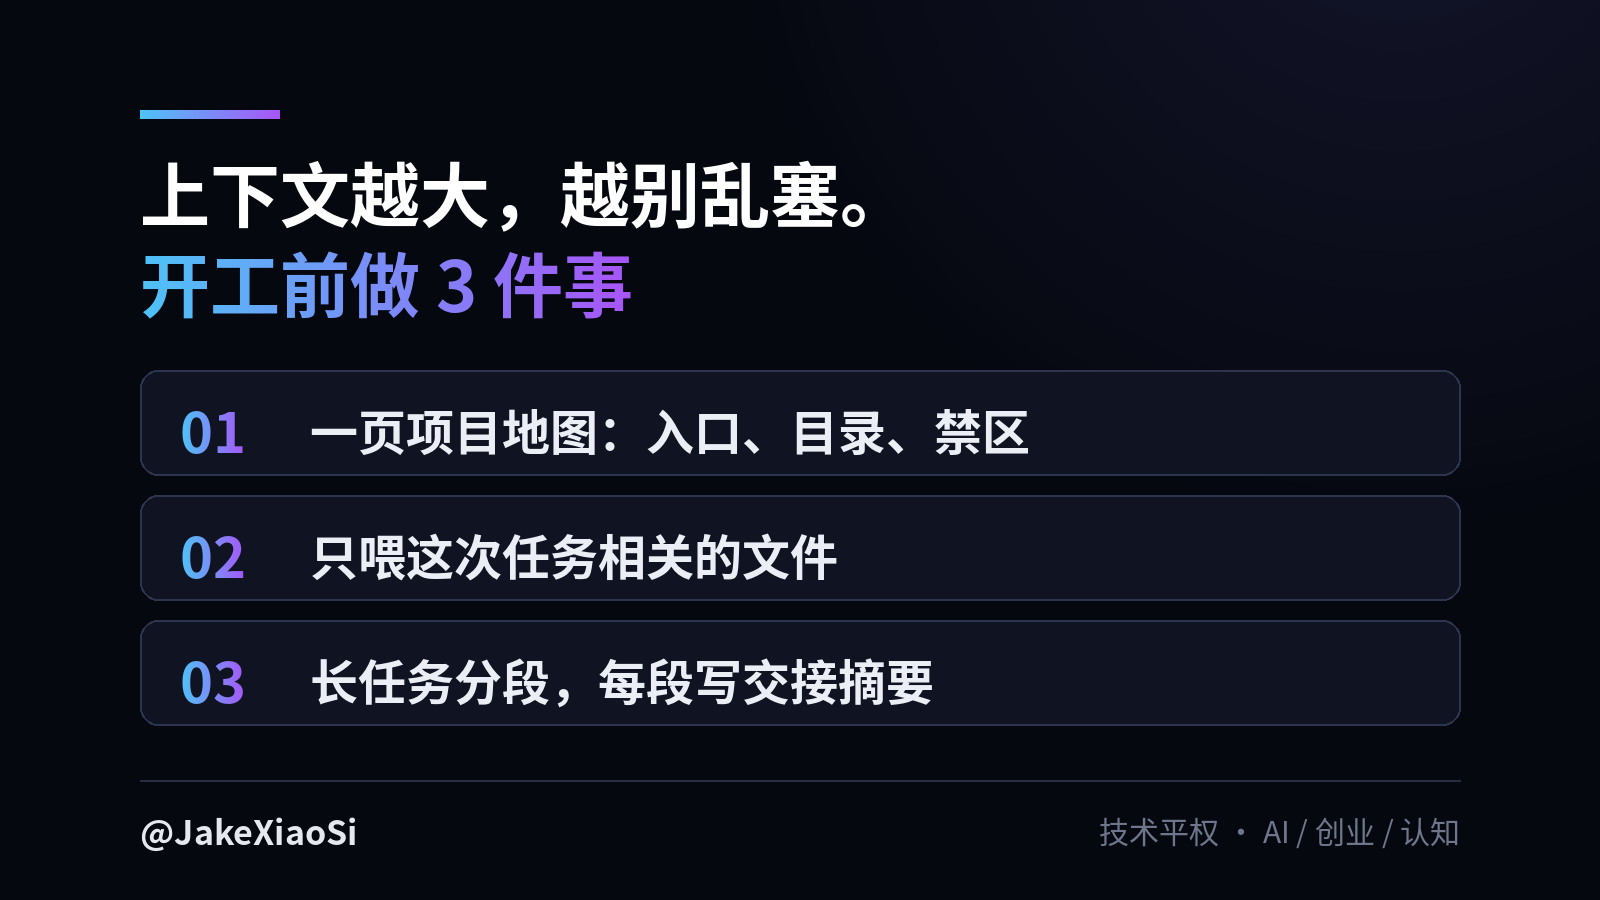 上下文越大，越别乱塞。
开工前做 3 件事
01 一页项目地图：入口、目录、禁区
02 只喂这次任务相关的文件
03 长任务分段，每段写交接摘要
@JakeXiaoSi
技术平权 · AI / 创业 / 认知